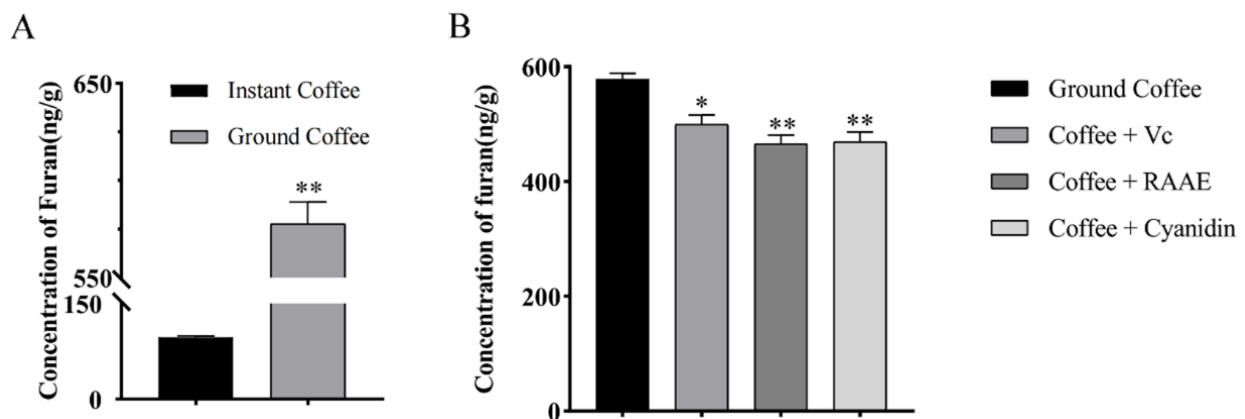 A
Concentration of Furan(ng/g)
650
550
150
0
Instant Coffee
Ground Coffee
**
B
Concentration of furan(ng/g)
600
400
200
0
*
**
**
Ground Coffee
Coffee + Vc
Coffee + RAAE
Coffee + Cyanidin